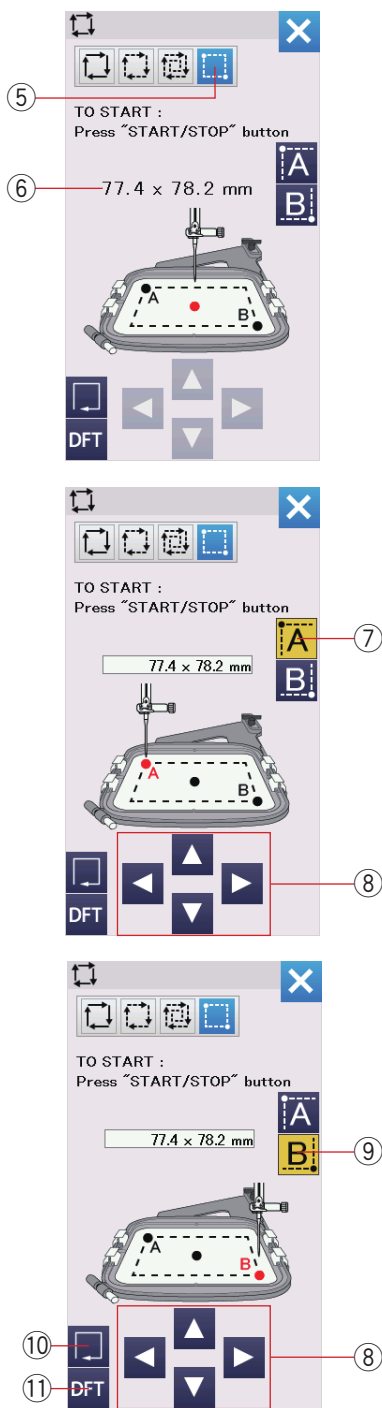 ⑤
TO START :
Press "START/STOP" button
A
⑥
77.4 x 78.2 mm
B
A
B
DFT
TO START :
Press "START/STOP" button
A
⑦
77.4 x 78.2 mm
B
A
B
⑧
DFT
TO START :
Press "START/STOP" button
A
77.4 x 78.2 mm
B
⑨
A
B
⑩
⑧
⑪
DFT